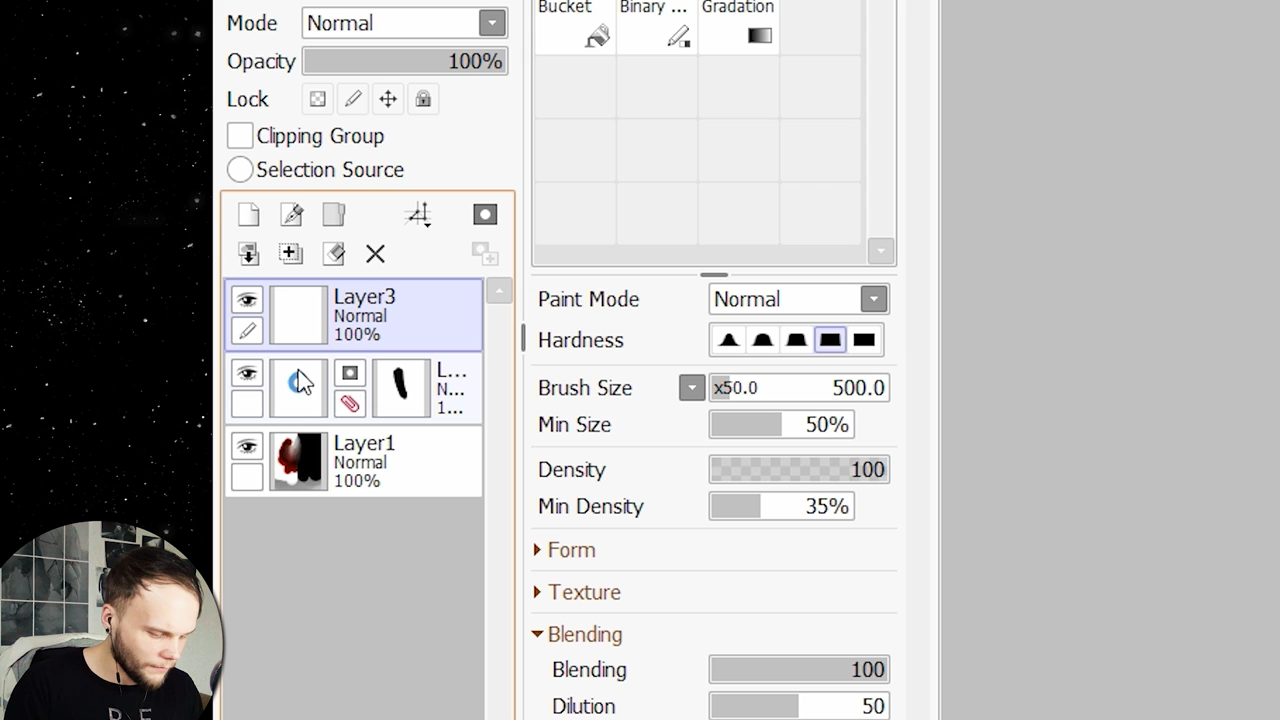 Mode Normal
Opacity 100%
Lock
Clipping Group
Selection Source
Layer3
Normal
100%
L...
N...
1...
Layer1
Normal
100%
Bucket Binary ... Gradation
Paint Mode Normal
Hardness
Brush Size x50.0 500.0
Min Size 50%
Density 100
Min Density 35%
Form
Texture
Blending
Blending 100
Dilution 50